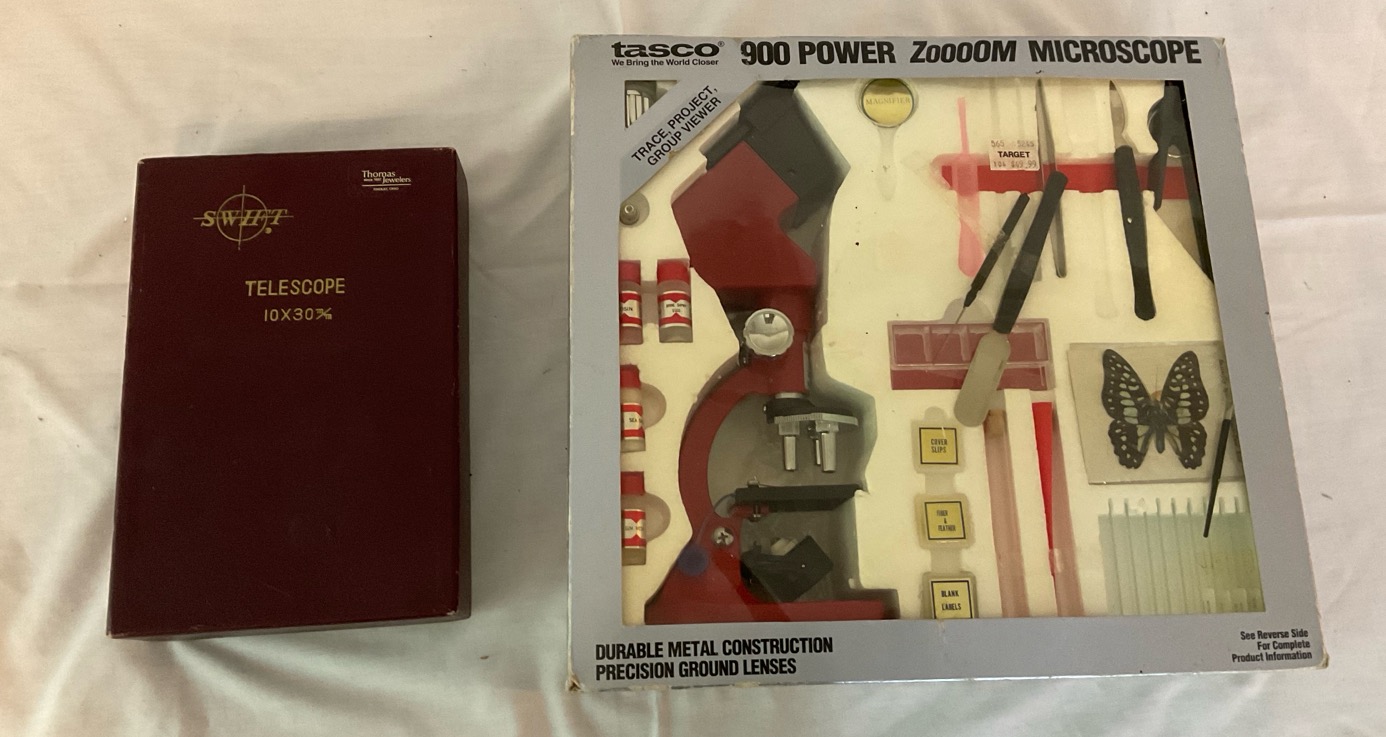 SWIFT®
TELESCOPE
10X30
Thomas
Jewelers
tasco®
We Bring the World Closer
900 POWER ZOOOOM MICROSCOPE
TRACE, PROJECT,
GROUP VIEWER
MAGNIFIER
TARGET
COVER
SLIPS
FIBER
&
FEATHER
BLANK
LABELS
DURABLE METAL CONSTRUCTION
PRECISION GROUND LENSES
See Reverse Side
For Complete
Product Information